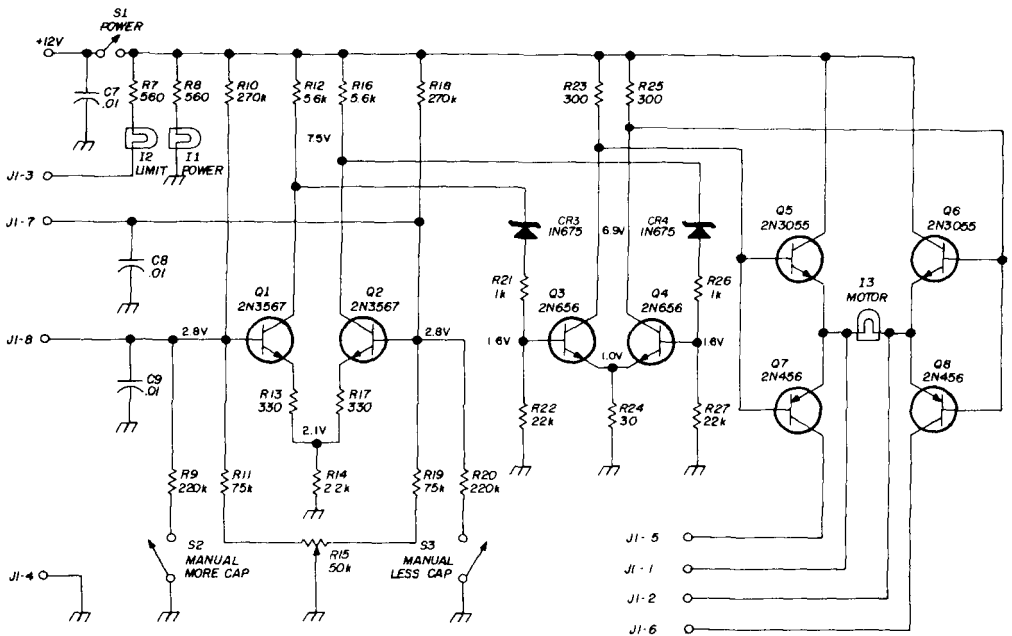 S1
POWER
+12V
C7
.01
R7
560
R8
560
R10
270k
R12
5.6k
R16
5.6k
R18
270k
R23
300
R25
300
7.5V
I2
LIMIT
I1
POWER
J1-3
J1-7
C8
.01
CR3
1N675
6.9V
CR4
1N675
Q5
2N3055
Q6
2N3055
I3
MOTOR
R21
1k
R26
1k
Q1
2N3567
Q2
2N3567
Q3
2N656
Q4
2N656
J1-8
2.8V
2.8V
1.6V
1.0V
1.6V
C9
.01
R13
330
R17
330
2.1V
R22
22k
R24
30
R27
22k
Q7
2N456
Q8
2N456
R9
220k
R11
75k
R14
2.2k
R19
75k
R20
220k
S2
MANUAL
MORE CAP
R15
50k
S3
MANUAL
LESS CAP
J1-4
J1-5
J1-1
J1-2
J1-6